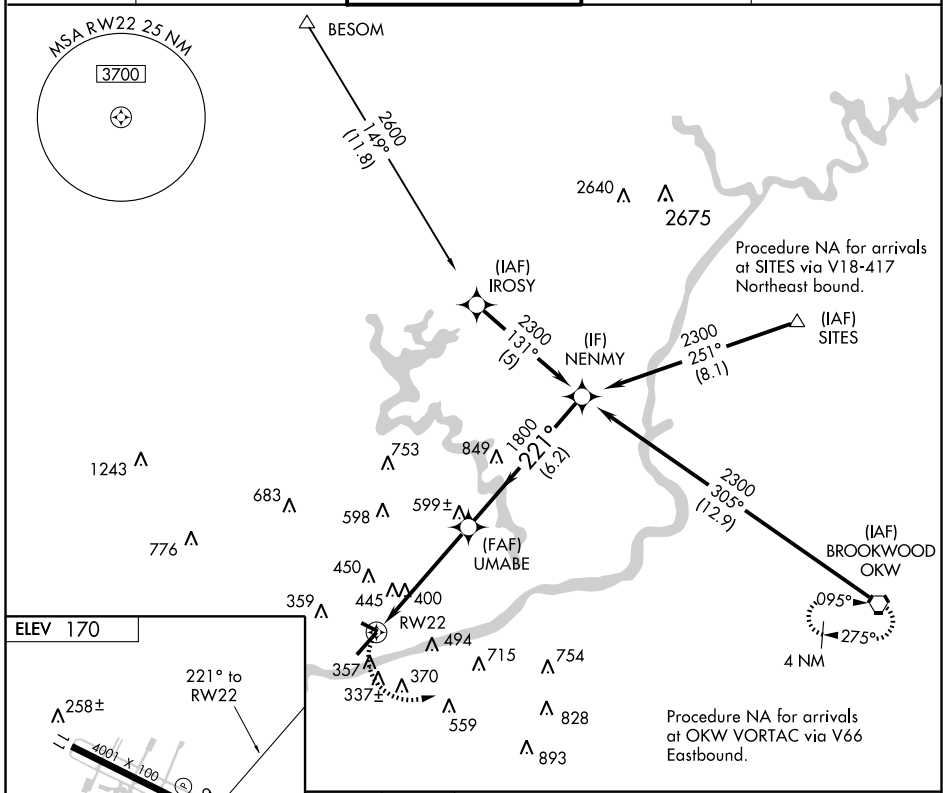 MSA RW22 25 NM
3700
BESOM
2600
149°
(11.8)
2640
2675
Procedure NA for arrivals
at SITES via V18-417
Northeast bound.
(IAF)
IROSY
2300
131°
(5)
(IF)
NENMY
2300
251°
(8.1)
(IAF)
SITES
1800
221°
(6.2)
753
849
1243
683
598
599±
776
(FAF)
UMABE
2300
305°
(12.9)
(IAF)
BROOKWOOD
OKW
095°
275°
4 NM
450
445
400
359
RW22
494
357
337±
370
715
754
559
828
893
Procedure NA for arrivals
at OKW VORTAC via V66
Eastbound.
ELEV 170
221° to
RW22
258±
4001 X 100
P